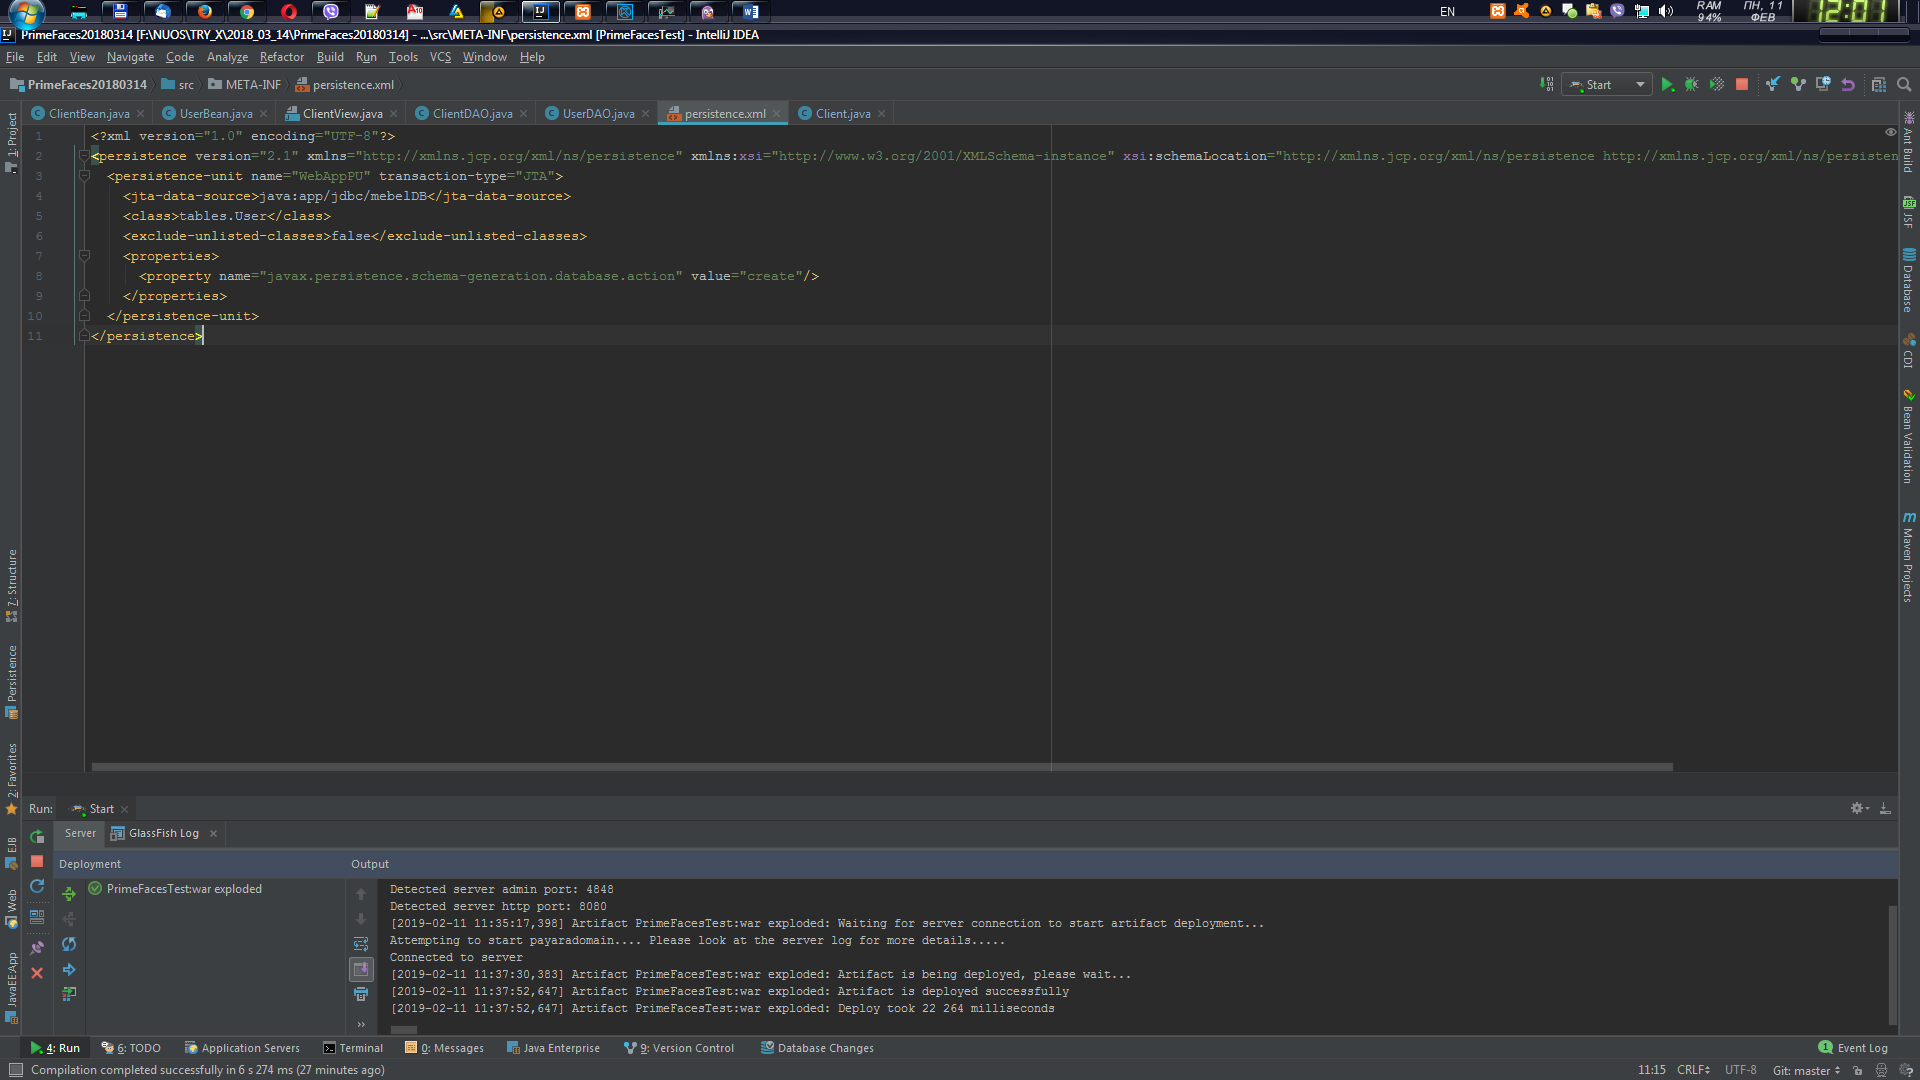 EN
RAM 94%
ПН, 11 ФЕВ
12:01
PrimeFaces20180314 [F:\NUOS\TRY_X\2018_03_14\PrimeFaces20180314] - ...\src\META-INF\persistence.xml [PrimeFacesTest] - IntelliJ IDEA
File Edit View Navigate Code Analyze Refactor Build Run Tools VCS Window Help
PrimeFaces20180314 src META-INF persistence.xml
Start
ClientBean.java UserBean.java ClientView.java ClientDAO.java UserDAO.java persistence.xml Client.java
1 <?xml version="1.0" encoding="UTF-8"?>
2 <persistence version="2.1" xmlns="http://xmlns.jcp.org/xml/ns/persistence" xmlns:xsi="http://www.w3.org/2001/XMLSchema-instance" xsi:schemaLocation="http://xmlns.jcp.org/xml/ns/persistence http://xmlns.jcp.org/xml/ns/persisten
3 <persistence-unit name="WebAppPU" transaction-type="JTA">
4 <jta-data-source>java:app/jdbc/mebelDB</jta-data-source>
5 <class>tables.User</class>
6 <exclude-unlisted-classes>false</exclude-unlisted-classes>
7 <properties>
8 <property name="javax.persistence.schema-generation.database.action" value="create"/>
9 </properties>
10 </persistence-unit>
11 </persistence>
1: Project
7: Structure
Persistence
2: Favorites
EJB
Web
JavaEE:App
Ant Build
JSF
Database
CDI
Bean Validation
Maven Projects
Run: Start
Server GlassFish Log
Deployment Output
PrimeFacesTest:war exploded
Detected server admin port: 4848
Detected server http port: 8080
[2019-02-11 11:35:17,398] Artifact PrimeFacesTest:war exploded: Waiting for server connection to start artifact deployment...
Attempting to start payaradomain.... Please look at the server log for more details.....
Connected to server
[2019-02-11 11:37:30,383] Artifact PrimeFacesTest:war exploded: Artifact is being deployed, please wait...
[2019-02-11 11:37:52,647] Artifact PrimeFacesTest:war exploded: Artifact is deployed successfully
[2019-02-11 11:37:52,647] Artifact PrimeFacesTest:war exploded: Deploy took 22 264 milliseconds
4: Run 6: TODO Application Servers Terminal 0: Messages Java Enterprise 9: Version Control Database Changes 1 Event Log
Compilation completed successfully in 6 s 274 ms (27 minutes ago) 11:15 CRLF UTF-8 Git: master